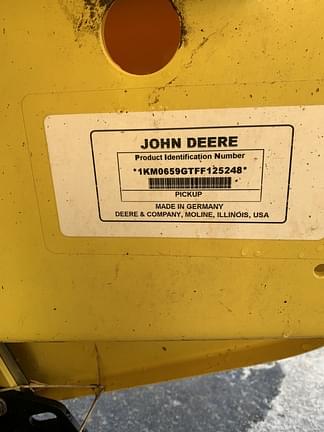 JOHN DEERE
Product Identification Number
*1KM0659GTFF125248*
PICKUP
MADE IN GERMANY
DEERE & COMPANY, MOLINE, ILLINOIS, USA